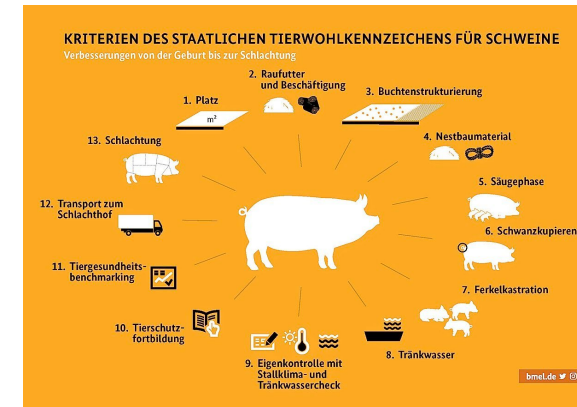 KRITERIEN DES STAATLICHEN TIERWOHLKENNZEICHENS FÜR SCHWEINE
Verbesserungen von der Geburt bis zur Schlachtung
1. Platz
m²
2. Raufutter
und Beschäftigung
3. Buchtenstrukturierung
4. Nestbaumaterial
5. Säugephase
6. Schwanzkupieren
7. Ferkelkastration
8. Tränkwasser
9. Eigenkontrolle mit
Stallklima- und
Tränkwassercheck
10. Tierschutz-
fortbildung
11. Tiergesundheits-
benchmarking
12. Transport zum
Schlachthof
13. Schlachtung
bmel.de